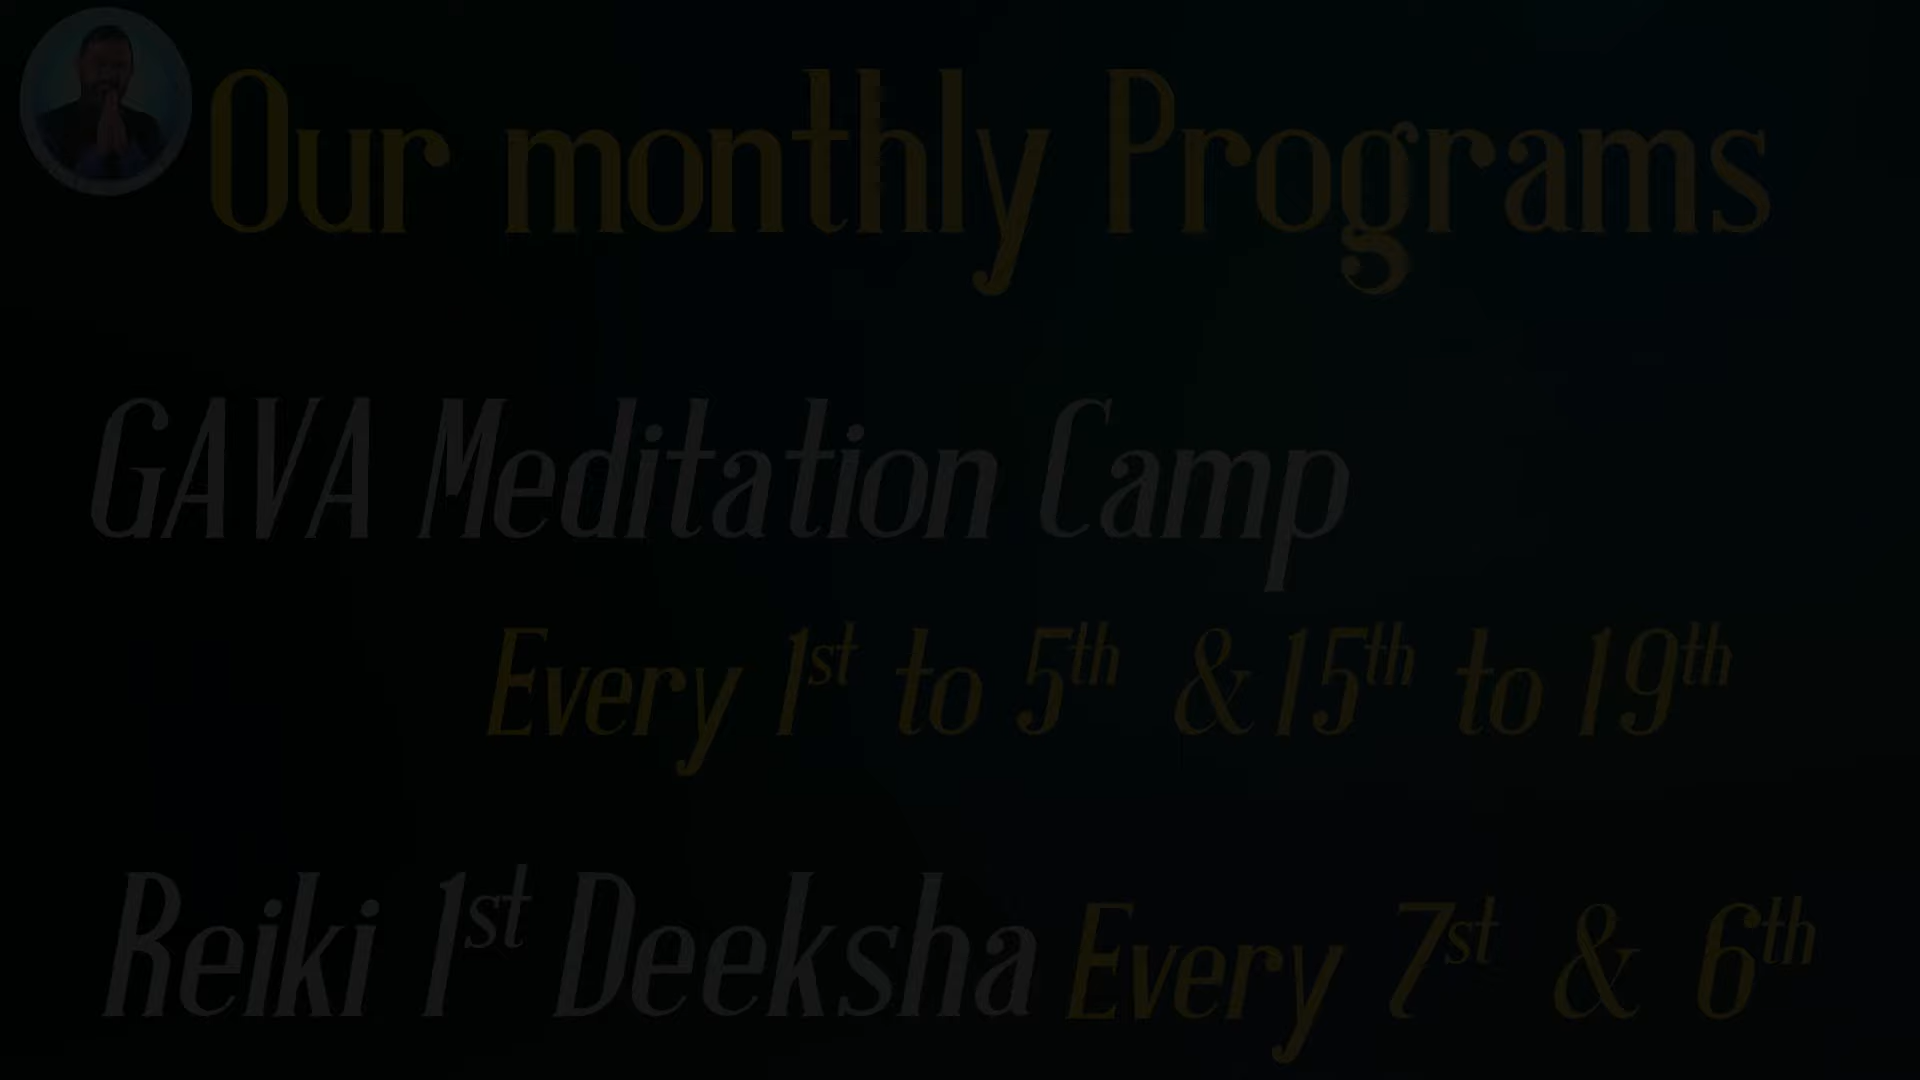 Our monthly Programs
GAVA Meditation Camp
Every 1st to 5th & 15th to 19th
Reiki 1st Deeksha Every 7st & 6th